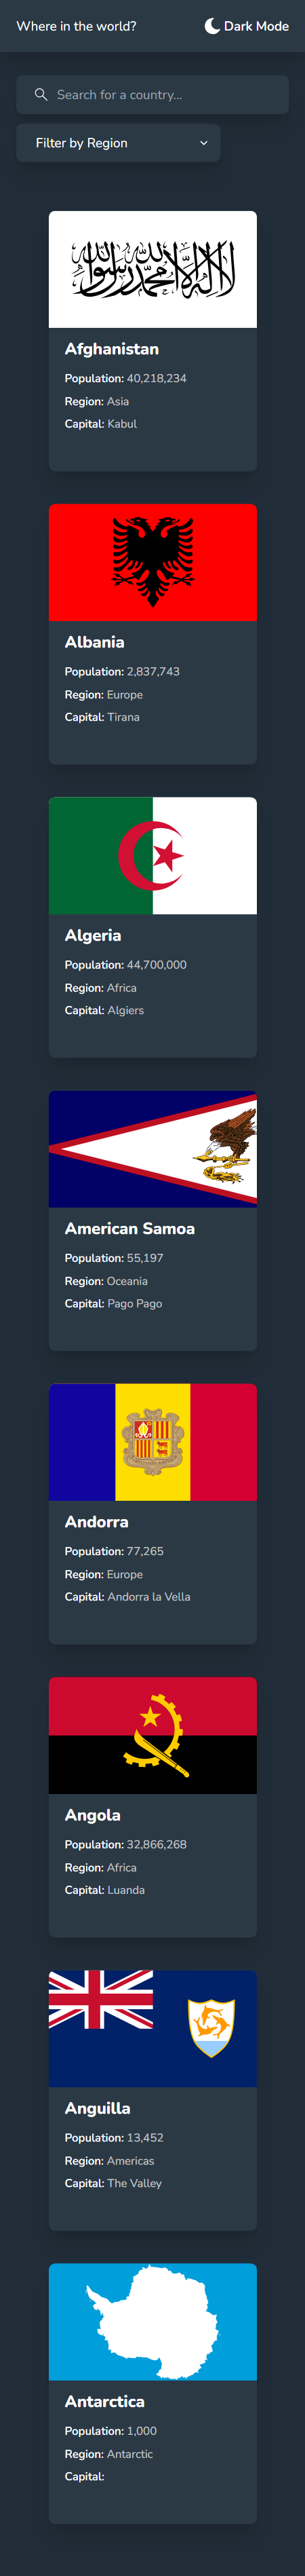 Where in the world?
Dark Mode
Search for a country...
Filter by Region
لا إله إلا الله محمد رسول الله
Afghanistan
Population: 40,218,234
Region: Asia
Capital: Kabul
Albania
Population: 2,837,743
Region: Europe
Capital: Tirana
Algeria
Population: 44,700,000
Region: Africa
Capital: Algiers
American Samoa
Population: 55,197
Region: Oceania
Capital: Pago Pago
Andorra
Population: 77,265
Region: Europe
Capital: Andorra la Vella
Angola
Population: 32,866,268
Region: Africa
Capital: Luanda
Anguilla
Population: 13,452
Region: Americas
Capital: The Valley
Antarctica
Population: 1,000
Region: Antarctic
Capital: